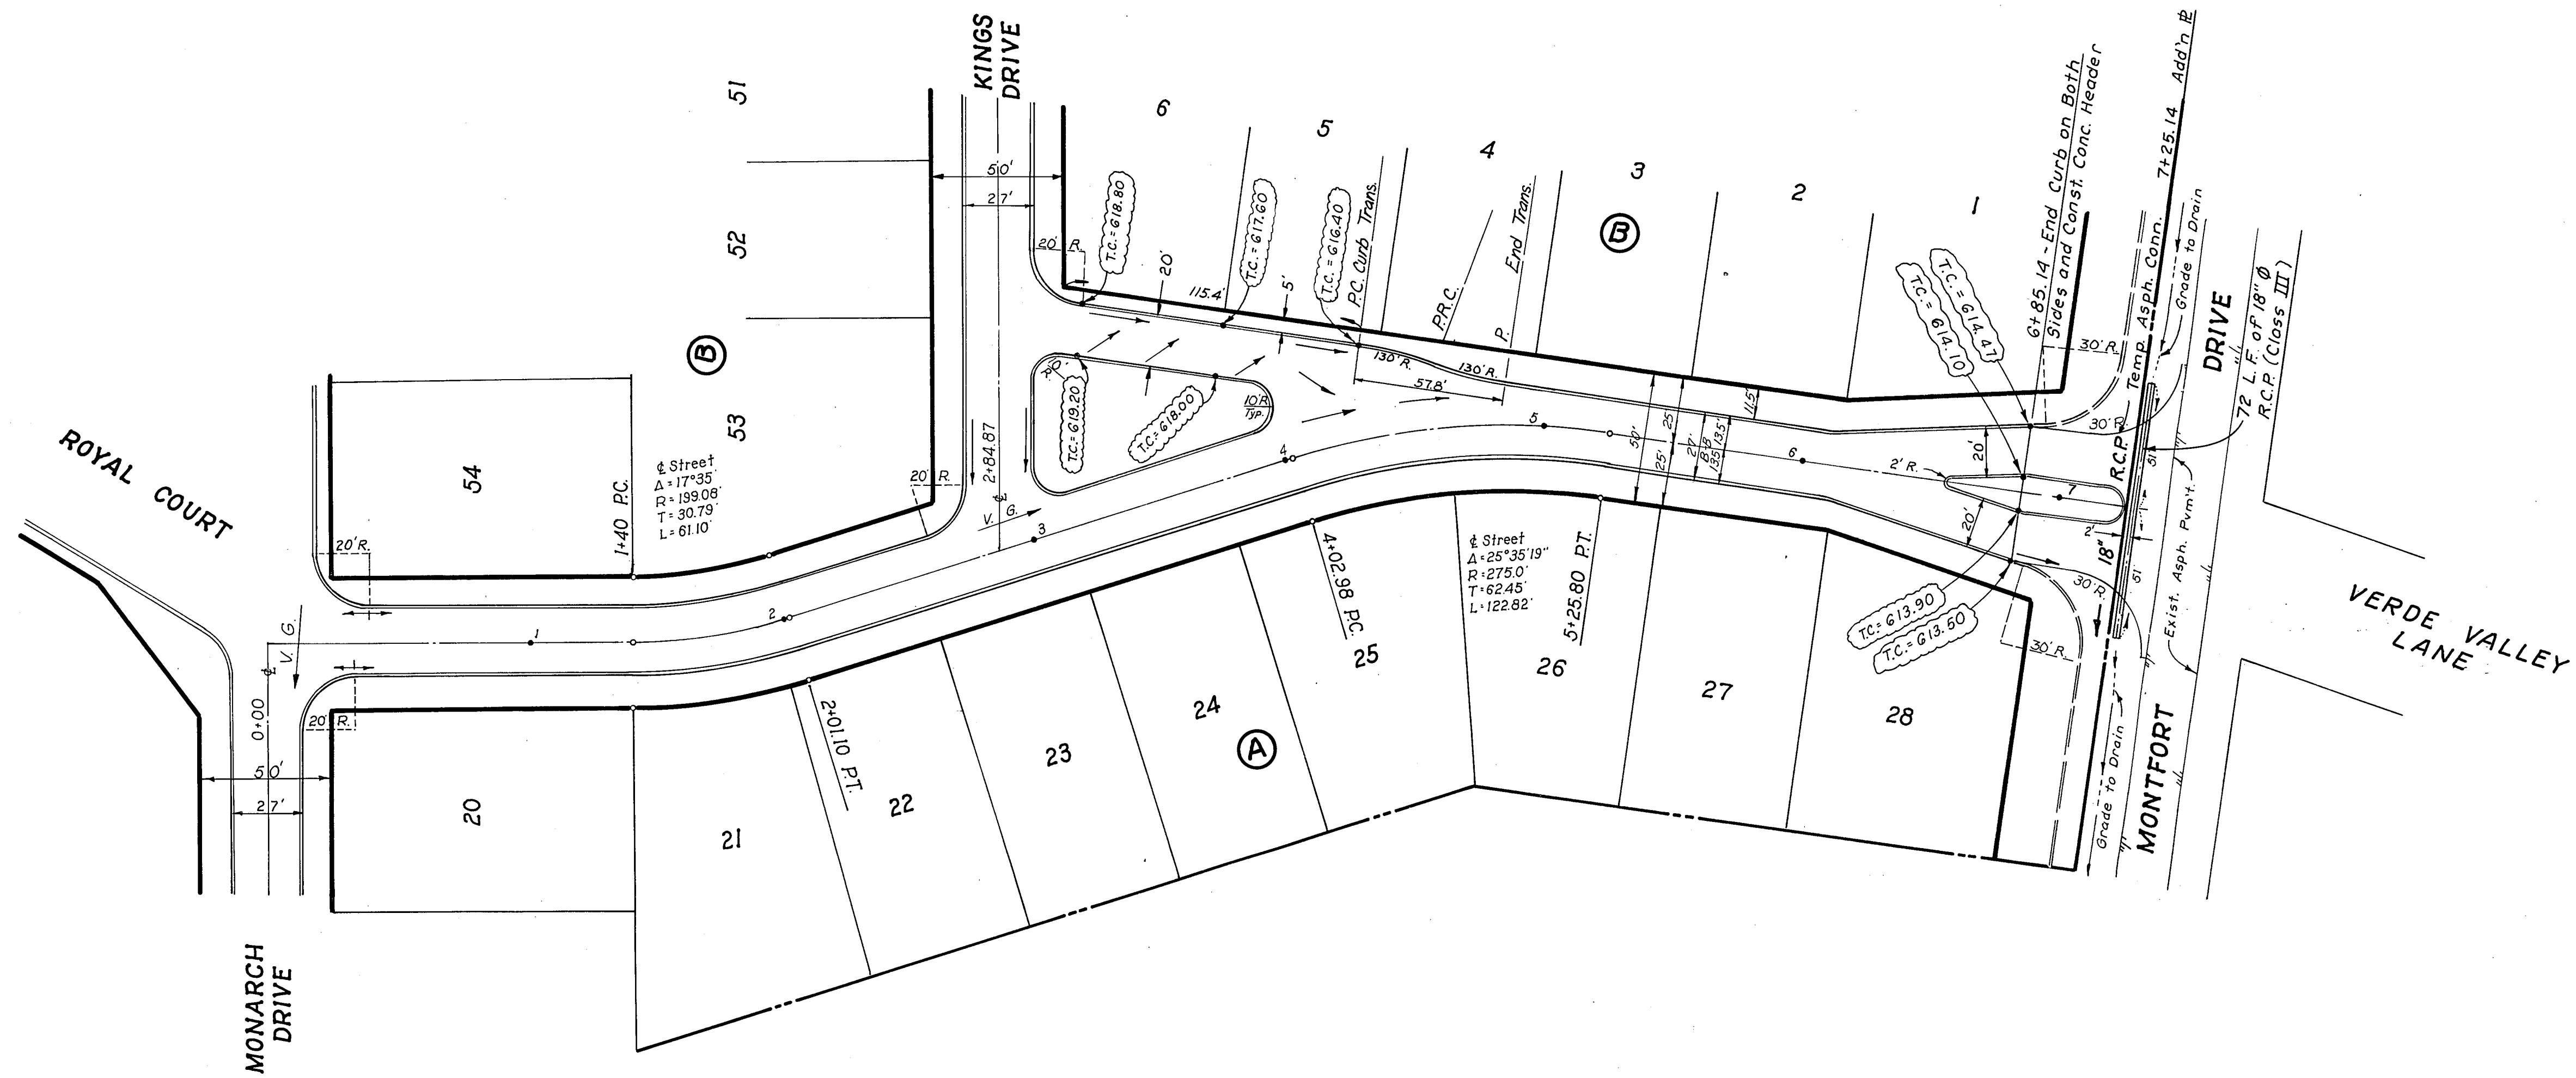 ROYAL COURT
MONARCH
DRIVE
KINGS
DRIVE
51
52
53
54
B
50'
27'
20' R.
20' R.
20' R.
20' R.
50'
27'
0+00
℄
V. G.
1
2
3
4
5
6
7
1+40 P.C.
℄ Street
Δ = 17°35'
R = 199.08'
T = 30.79'
L = 61.10'
2+84.87
℄
V. G.
2+01.10 P.T.
20
21
22
23
24
25
26
27
28
A
6
5
4
3
2
1
B
T.C. = 618.80
T.C. = 617.60
T.C. = 616.40
P.C. Curb Trans.
P.R.C.
P.
End Trans.
20'
115.4'
5'
130' R.
130' R.
57.8'
10' R.
T.C. = 619.20
T.C. = 618.00
10' R
Typ.
4+02.98 P.C.
℄ Street
Δ = 25°35'19"
R = 275.0'
T = 62.45'
L = 122.82'
5+25.80 P.T.
50'
25'
25'
27'
B-B
13.5'
13.5'
11.5'
T.C. = 614.10
T.C. = 614.47
2' R.
20'
20'
T.C. = 613.90
T.C. = 613.50
6+85.14 - End Curb on Both
Sides and Const. Conc. Header
30' R.
30' R.
30' R.
30' R.
Temp. Asph. Conn.
7+25.14 Add'n ⅊
Grade to Drain
18" R.C.P.
51'
51'
2'
72 L.F. of 18" ϕ
R.C.P. (Class III)
Exist. Asph. Pvm't.
Grade to Drain
MONTFORT DRIVE
VERDE VALLEY
LANE